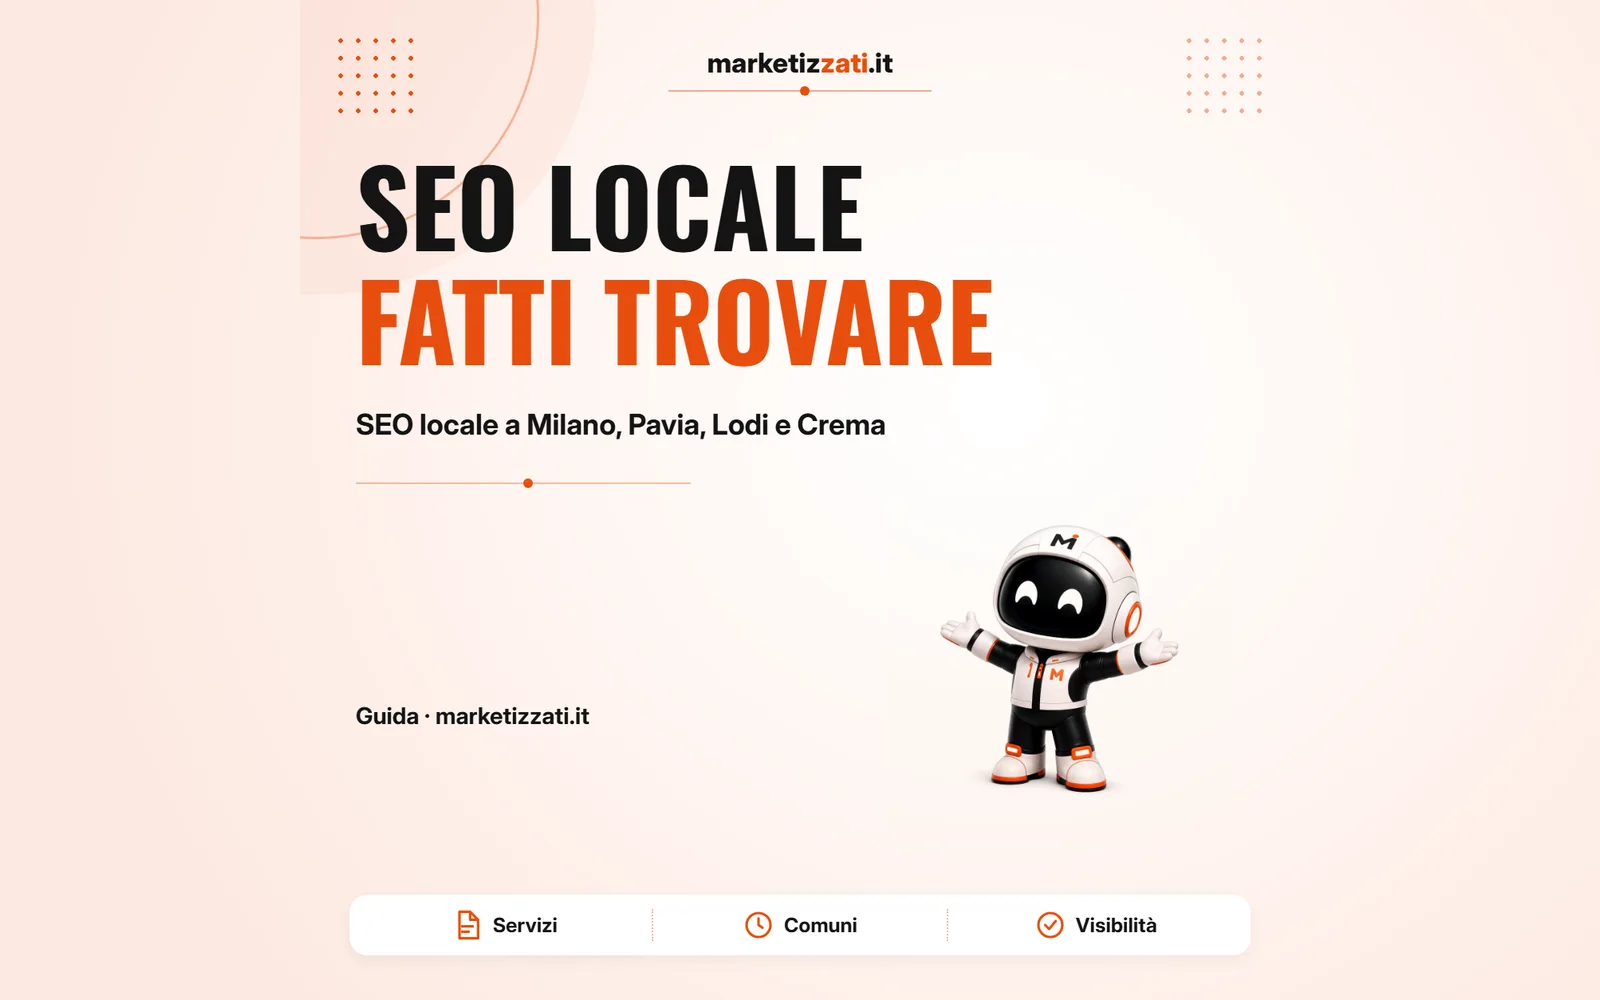 marketizzati.it
SEO LOCALE
FATTI TROVARE
SEO locale a Milano, Pavia, Lodi e Crema
M
M
Guida · marketizzati.it
Servizi
Comuni
Visibilità